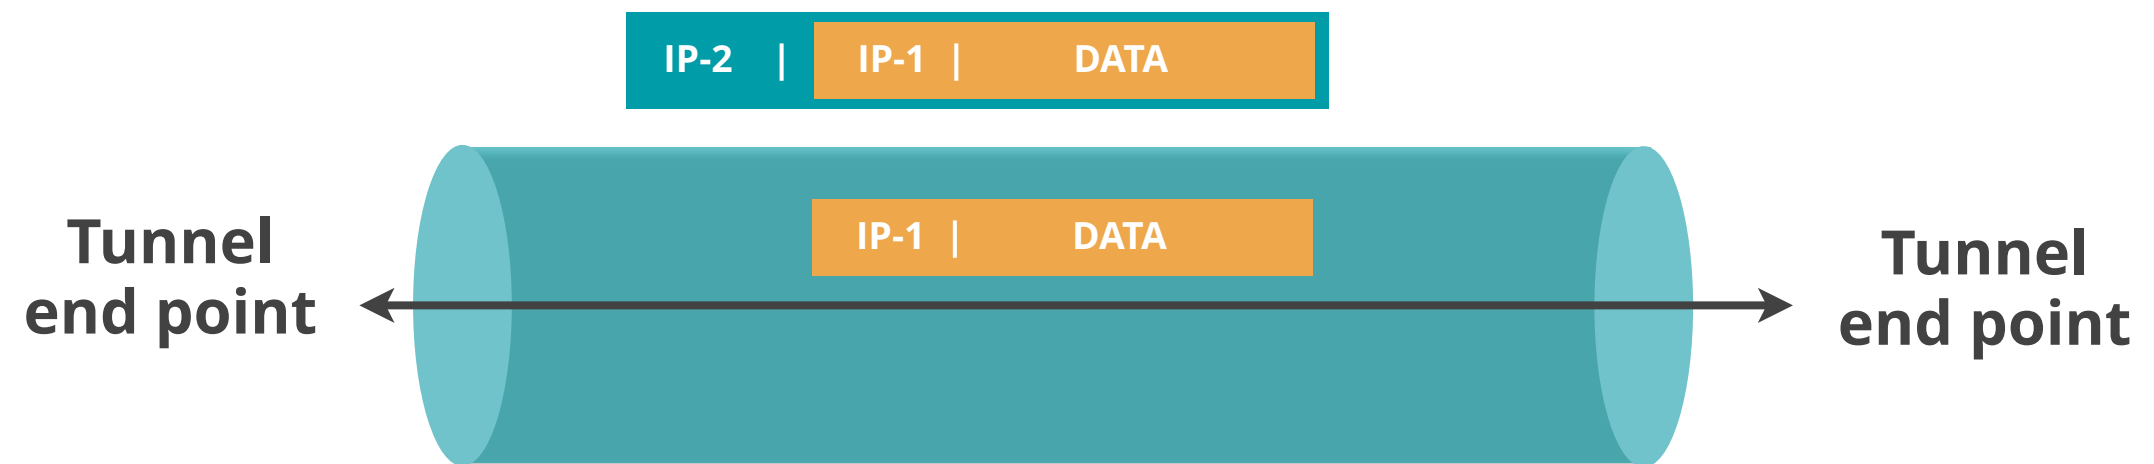 IP-2 | IP-1 | DATA
IP-1 | DATA
Tunnel
end point
Tunnel
end point